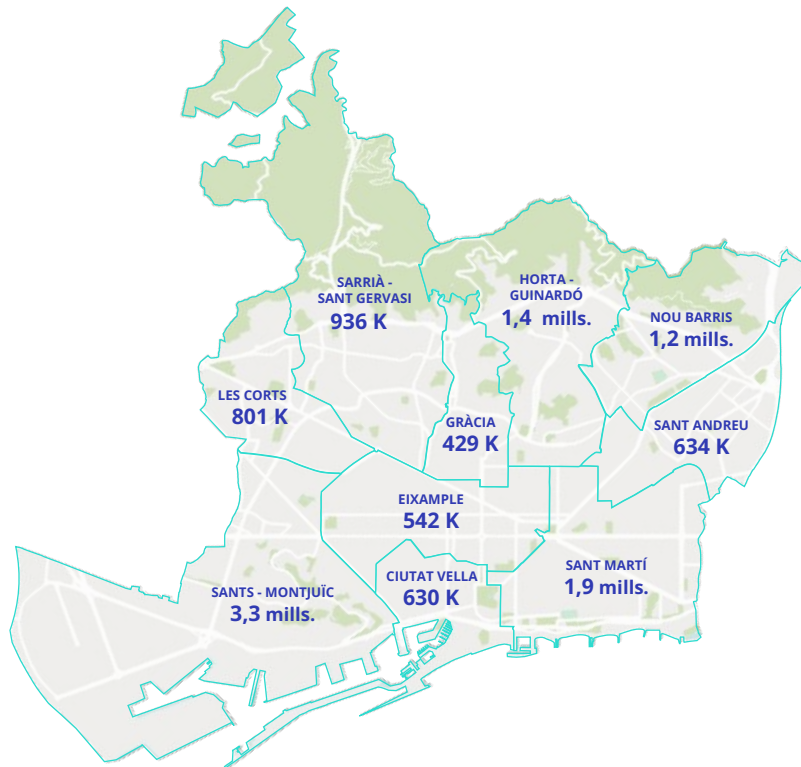 SARRIÀ -
SANT GERVASI
936 K
HORTA -
GUINARDÓ
1,4 mills.
NOU BARRIS
1,2 mills.
LES CORTS
801 K
GRÀCIA
429 K
SANT ANDREU
634 K
EIXAMPLE
542 K
SANTS - MONTJUÏC
3,3 mills.
CIUTAT VELLA
630 K
SANT MARTÍ
1,9 mills.